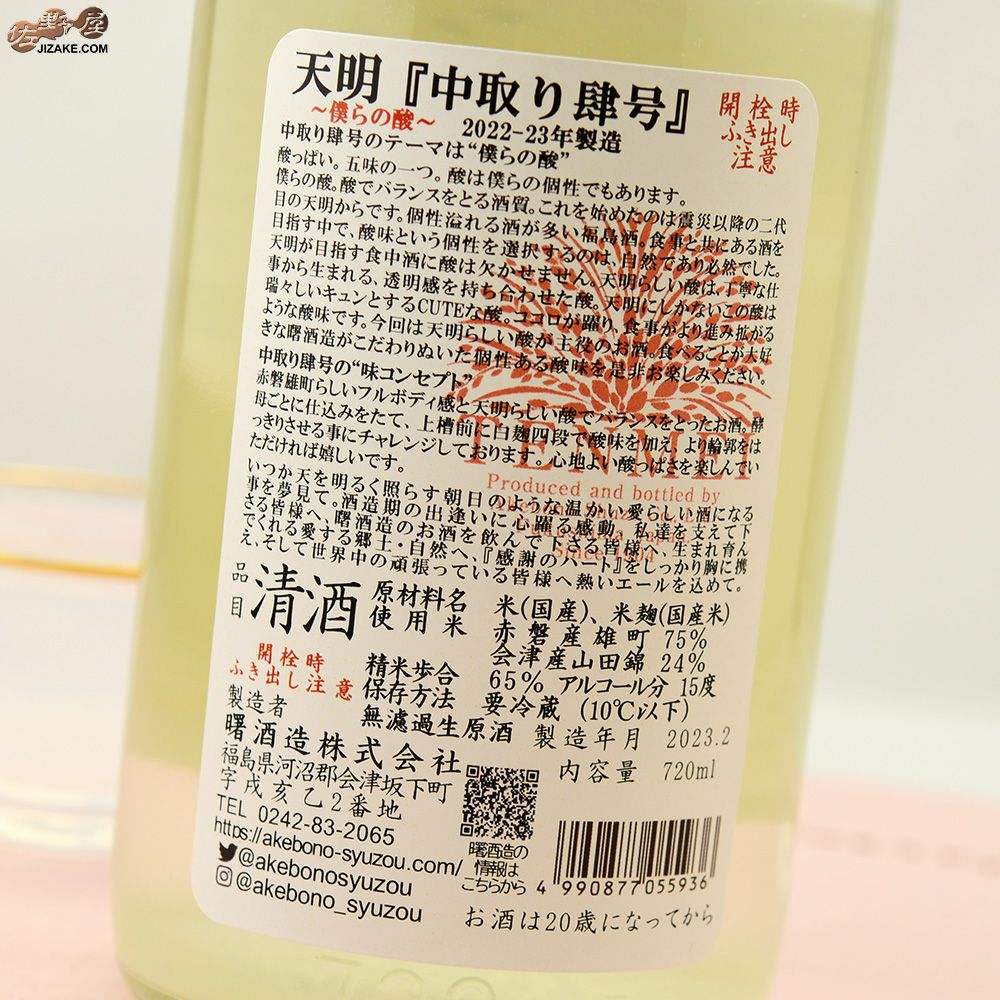 佐野屋
JIZAKE.COM
天明『中取り肆号』
~僕らの酸~
2022-23年製造
開栓時
ふき出し
注意
中取り肆号のテーマは“僕らの酸”
酸っぱい。五味の一つ。酸は僕らの個性でもあります。
僕らの酸。酸でバランスをとる酒質。これを始めたのは震災以降の二代
目の天明からです。個性溢れる酒が多い福島酒。食事と共にある酒を
目指す中で、酸味という個性を選択するのは、自然であり必然でした。
天明が目指す食中酒に酸は欠かせません。天明らしい酸は、丁寧な仕
事から生まれる、透明感を持ち合わせた酸。天明にしかないこの酸は
瑞々しいキュンとするCUTEな酸。ココロが躍り、食事がより進み拡がる
ような酸味です。今回は天明らしい酸が主役のお酒。食べることが大好
きな曙酒造がこだわりぬいた個性ある酸味を是非お楽しみください。
中取り肆号の“味コンセプト”
赤磐雄町らしいフルボディ感と天明らしい酸でバランスをとったお酒。酵
母ごとに仕込みをたて、上槽前に白麹四段で酸味を加え、より輪郭をは
っきりさせる事にチャレンジしております。心地よい酸っぱさを楽しんでい
ただければ嬉しいです。
TENMEI
Produced and bottled by
Since 1904
いつか天を明るく照らす朝日のような温かい愛らしい酒になる
事を夢見て。酒造期の出逢いに心躍る感動、私達を支えて下
さる皆様へ、曙酒造のお酒を飲んで下さる皆様へ、生まれ育ん
でくれる愛する郷土・自然へ、『感謝のハート』をしっかり胸に携
え、そして世界中の頑張っている皆様へ熱いエールを込めて。
品目 清酒
原材料名 米(国産)、米麹(国産米)
使用米 赤磐産雄町 75%
会津産山田錦 24%
開栓時
ふき出し注意
精米歩合 65% アルコール分 15度
保存方法 要冷蔵 (10℃以下)
無濾過生原酒 製造年月 2023.2
内容量 720ml
製造者
曙酒造株式会社
福島県河沼郡会津坂下町
字戌亥乙2番地
TEL 0242-83-2065
https://akebono-syuzou.com/
@akebonosyuzou
@akebono_syuzou
曙酒造の
情報は
こちらから
4 990877 055936
お酒は20歳になってから